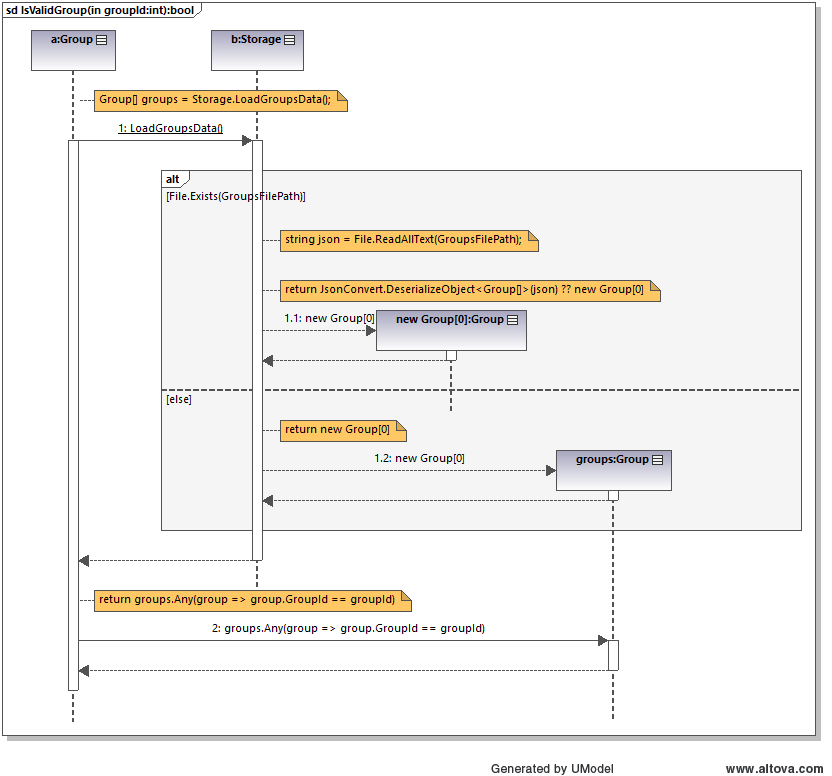 sd IsValidGroup(in groupId:int):bool
a:Group
b:Storage
Group[] groups = Storage.LoadGroupsData();
1: LoadGroupsData()
alt
[File.Exists(GroupsFilePath)]
string json = File.ReadAllText(GroupsFilePath);
return JsonConvert.DeserializeObject<Group[]>(json) ?? new Group[0]
1.1: new Group[0]
new Group[0]:Group
[else]
return new Group[0]
1.2: new Group[0]
groups:Group
return groups.Any(group => group.GroupId == groupId)
2: groups.Any(group => group.GroupId == groupId)
Generated by UModel
www.altova.com